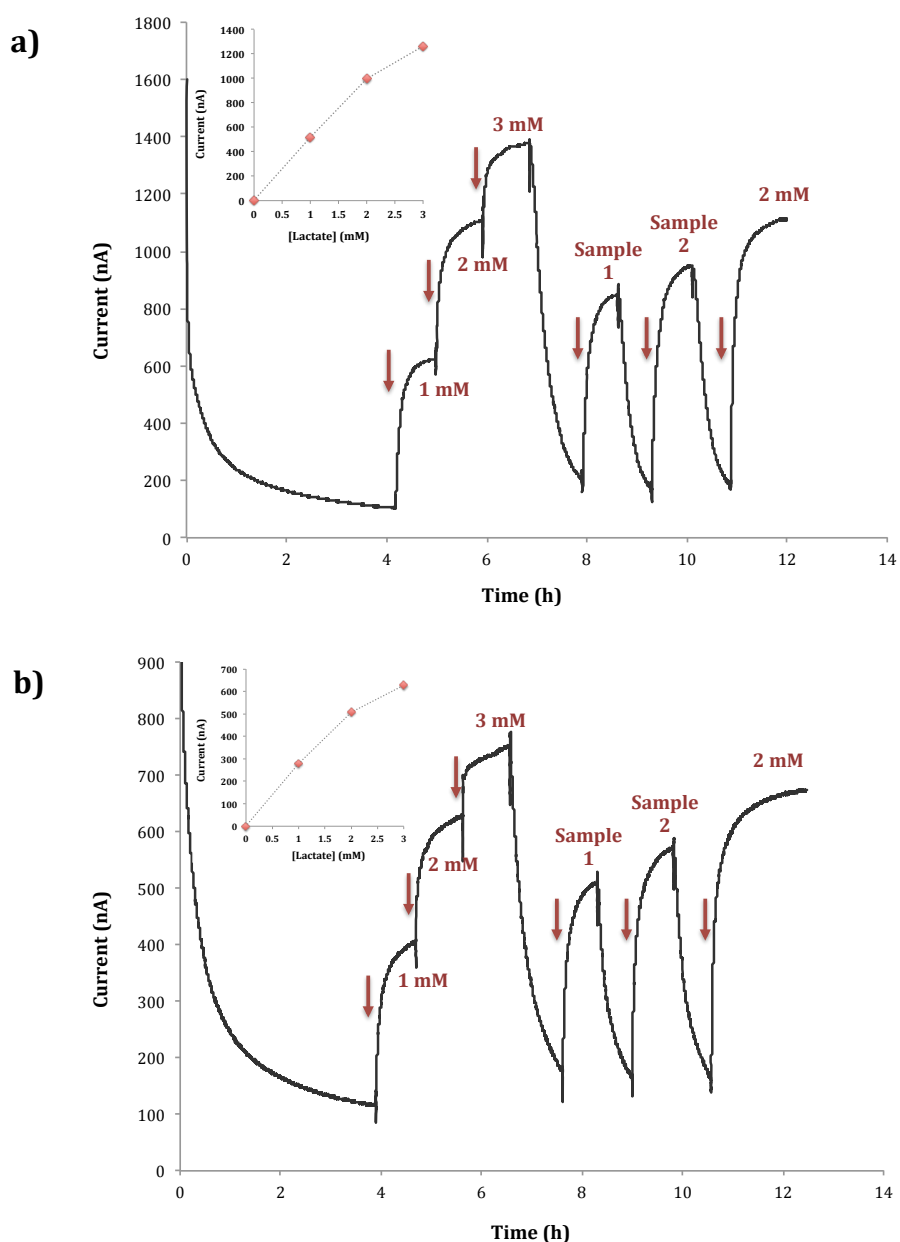 a)
1800
1600
1400
1200
1000
800
600
400
200
0
0 2 4 6 8 10 12 14
Current (nA)
Time (h)
1400
1200
1000
800
600
400
200
0
0 0.5 1 1.5 2 2.5 3
Current (nA)
[Lactate] (mM)
1 mM
2 mM
3 mM
Sample
1
Sample
2
2 mM
b)
900
800
700
600
500
400
300
200
100
0
0 2 4 6 8 10 12 14
Current (nA)
Time (h)
700
600
500
400
300
200
100
0
0 0.5 1 1.5 2 2.5 3
Current (nA)
[Lactate] (mM)
1 mM
2 mM
3 mM
Sample
1
Sample
2
2 mM